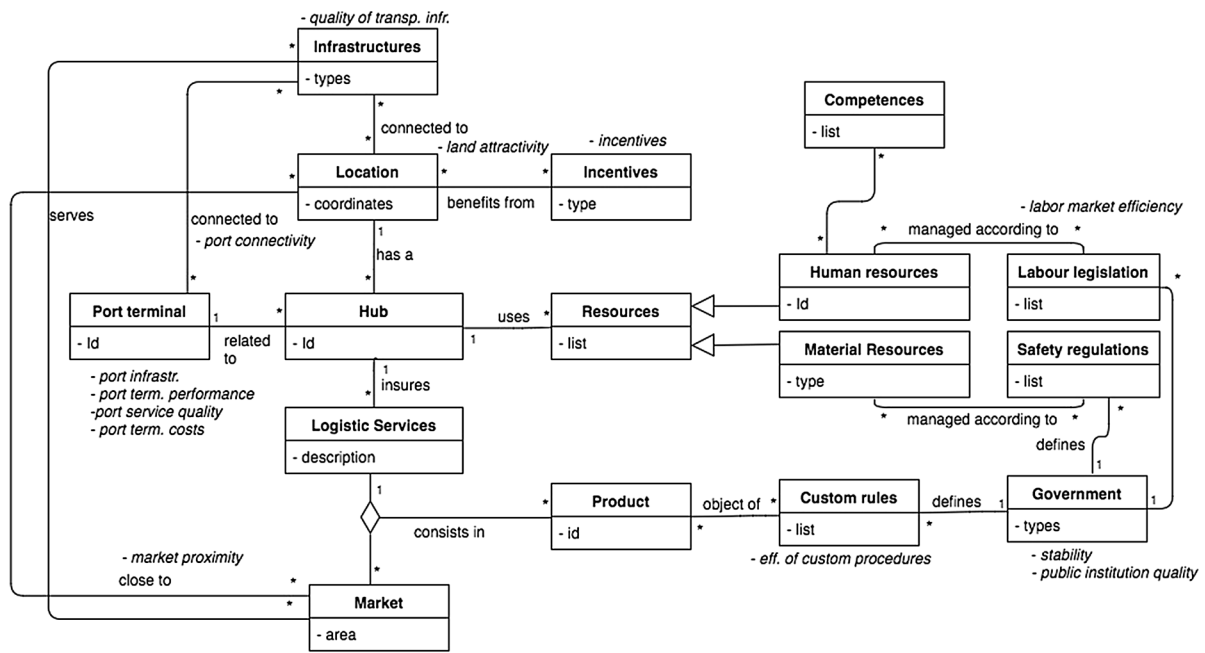 - quality of transp. infr.
*
Infrastructures
- types
*
*
connected to
*
- land attractivity
- incentives
Competences
- list
*
*
Location
- coordinates
*
benefits from
*
Incentives
- type
serves
connected to
- port connectivity
*
1
has a
*
- labor market efficiency
*
managed according to
*
*
Human resources
- Id
Labour legislation
- list
*
Port terminal
- Id
1
related
to
*
Hub
- Id
uses
1
*
Resources
- list
Material Resources
- type
Safety regulations
- list
- port infrastr.
- port term. performance
-port service quality
- port term. costs
1
insures
*
*
managed according to
*
*
defines
1
Logistic Services
- description
1
consists in
*
Product
- id
object of
*
*
Custom rules
- list
- eff. of custom procedures
defines
*
1
Government
- types
1
- stability
- public institution quality
- market proximity
close to
*
*
*
Market
- area